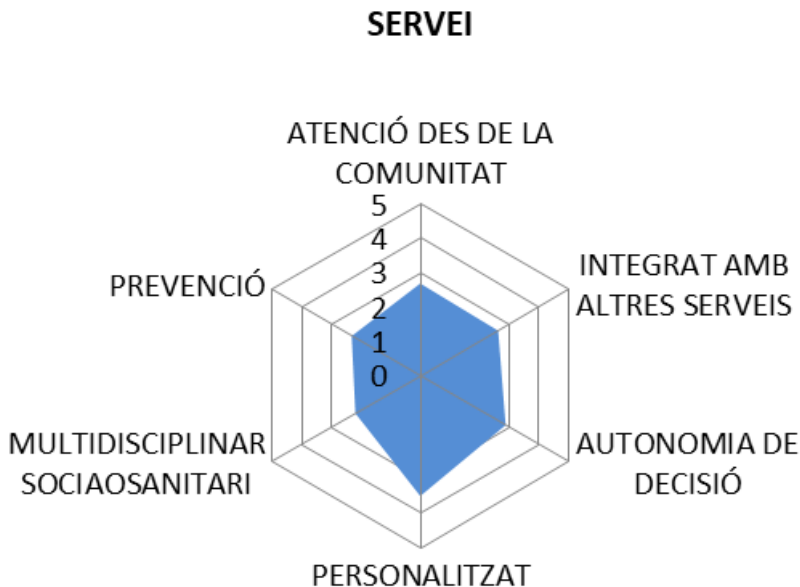 SERVEI
ATENCIÓ DES DE LA
COMUNITAT
5
4
3
2
1
0
INTEGRAT AMB
ALTRES SERVEIS
AUTONOMIA DE
DECISIÓ
PERSONALITZAT
MULTIDISCIPLINAR
SOCIAOSANITARI
PREVENCIÓ